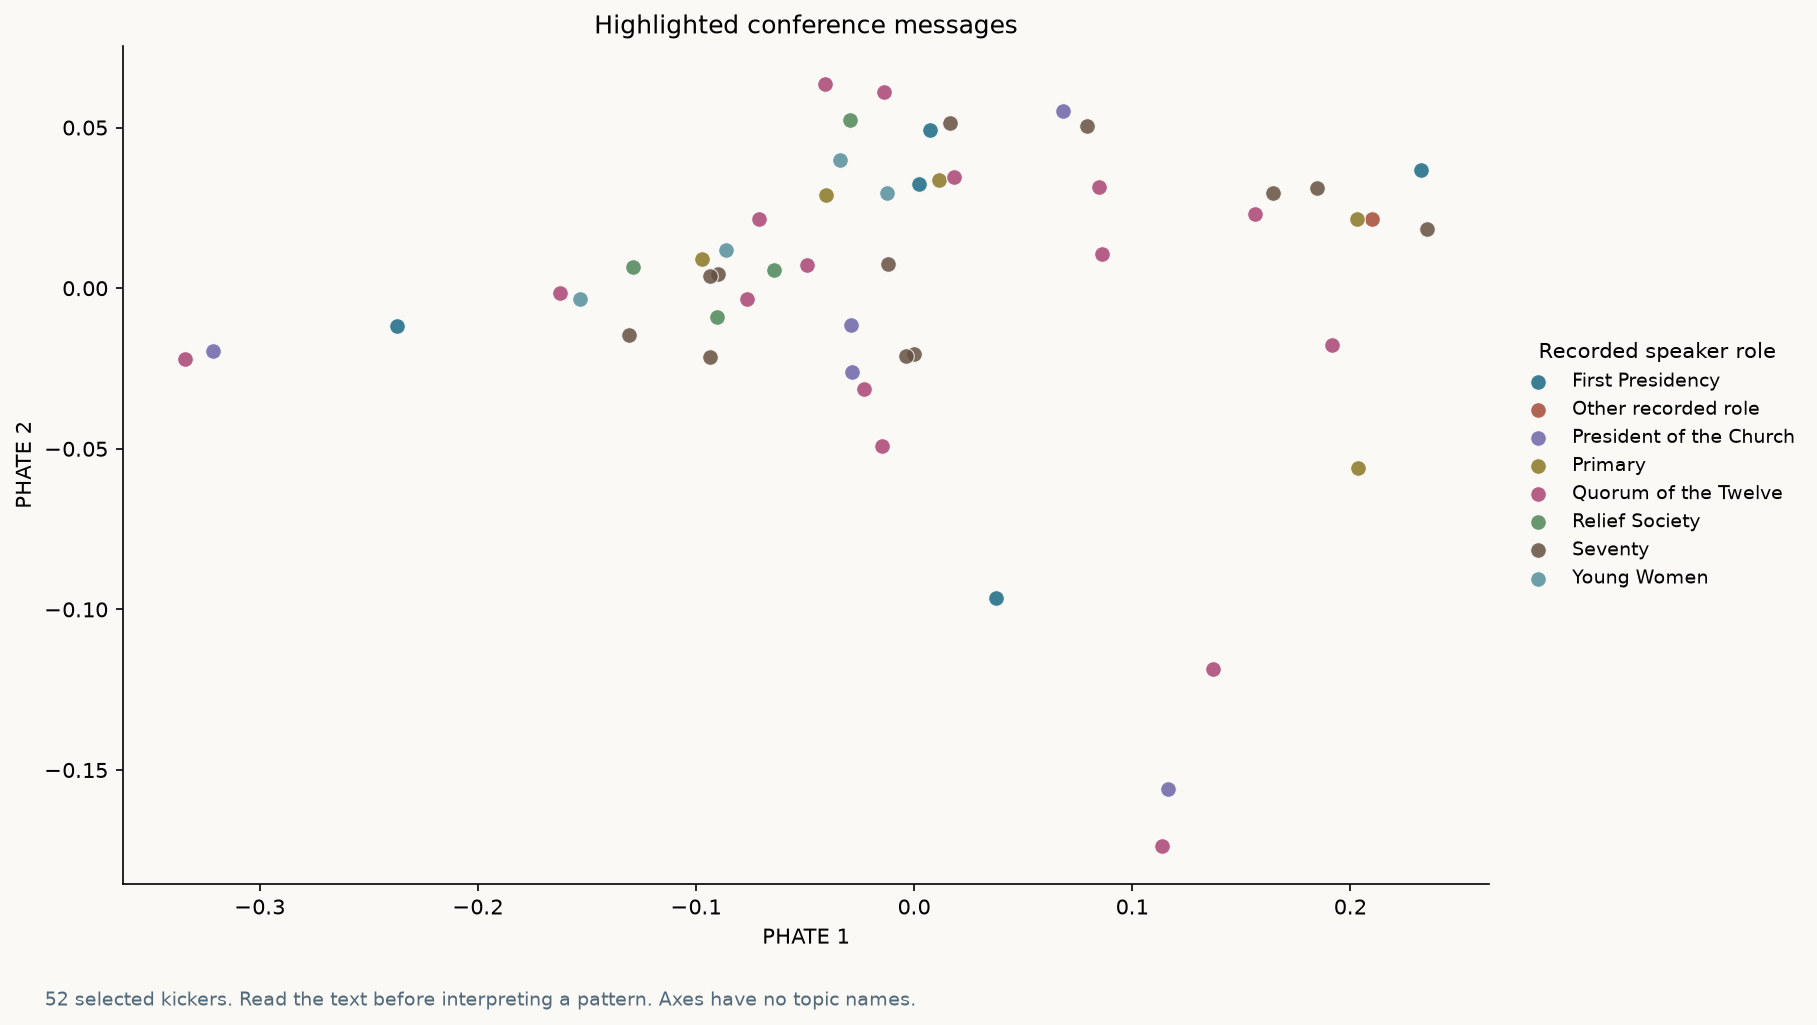 Highlighted conference messages
0.05
0.00
−0.05
−0.10
−0.15
PHATE 2
−0.3
−0.2
−0.1
0.0
0.1
0.2
PHATE 1
Recorded speaker role
First Presidency
Other recorded role
President of the Church
Primary
Quorum of the Twelve
Relief Society
Seventy
Young Women
52 selected kickers. Read the text before interpreting a pattern. Axes have no topic names.